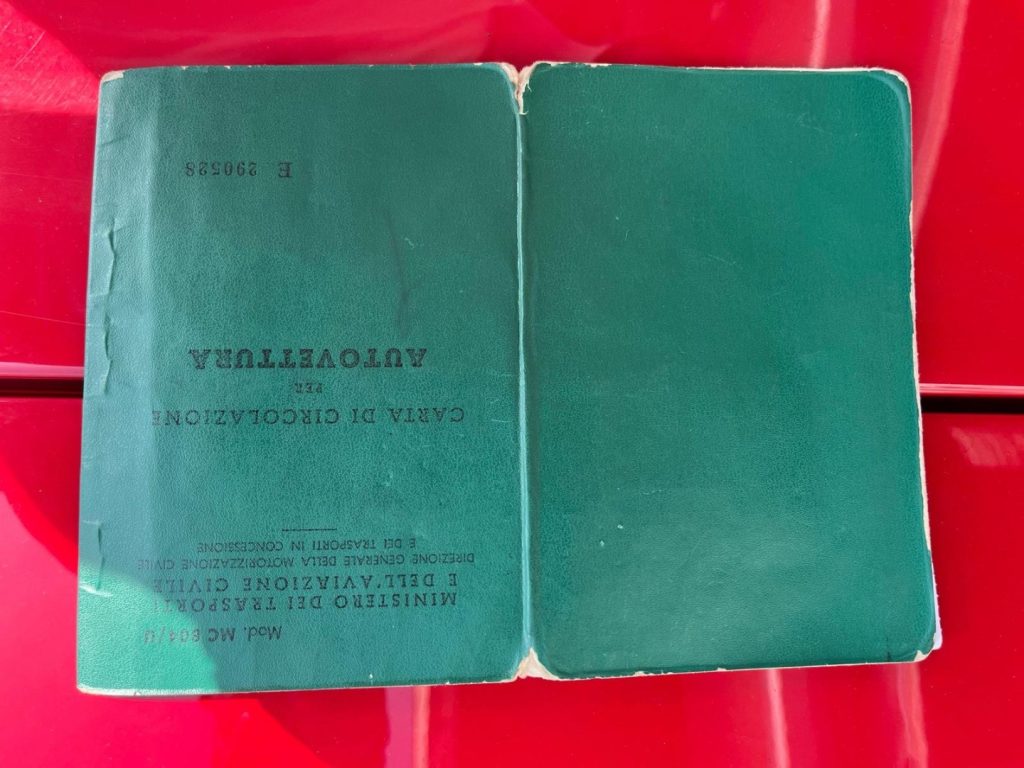 Mod. MC 804/U
MINISTERO DEI TRASPORTI
E DELL'AVIAZIONE CIVILE
DIREZIONE GENERALE DELLA MOTORIZZAZIONE CIVILE
E DEI TRASPORTI IN CONCESSIONE
CARTA DI CIRCOLAZIONE
PER
AUTOVETTURA
E 290528